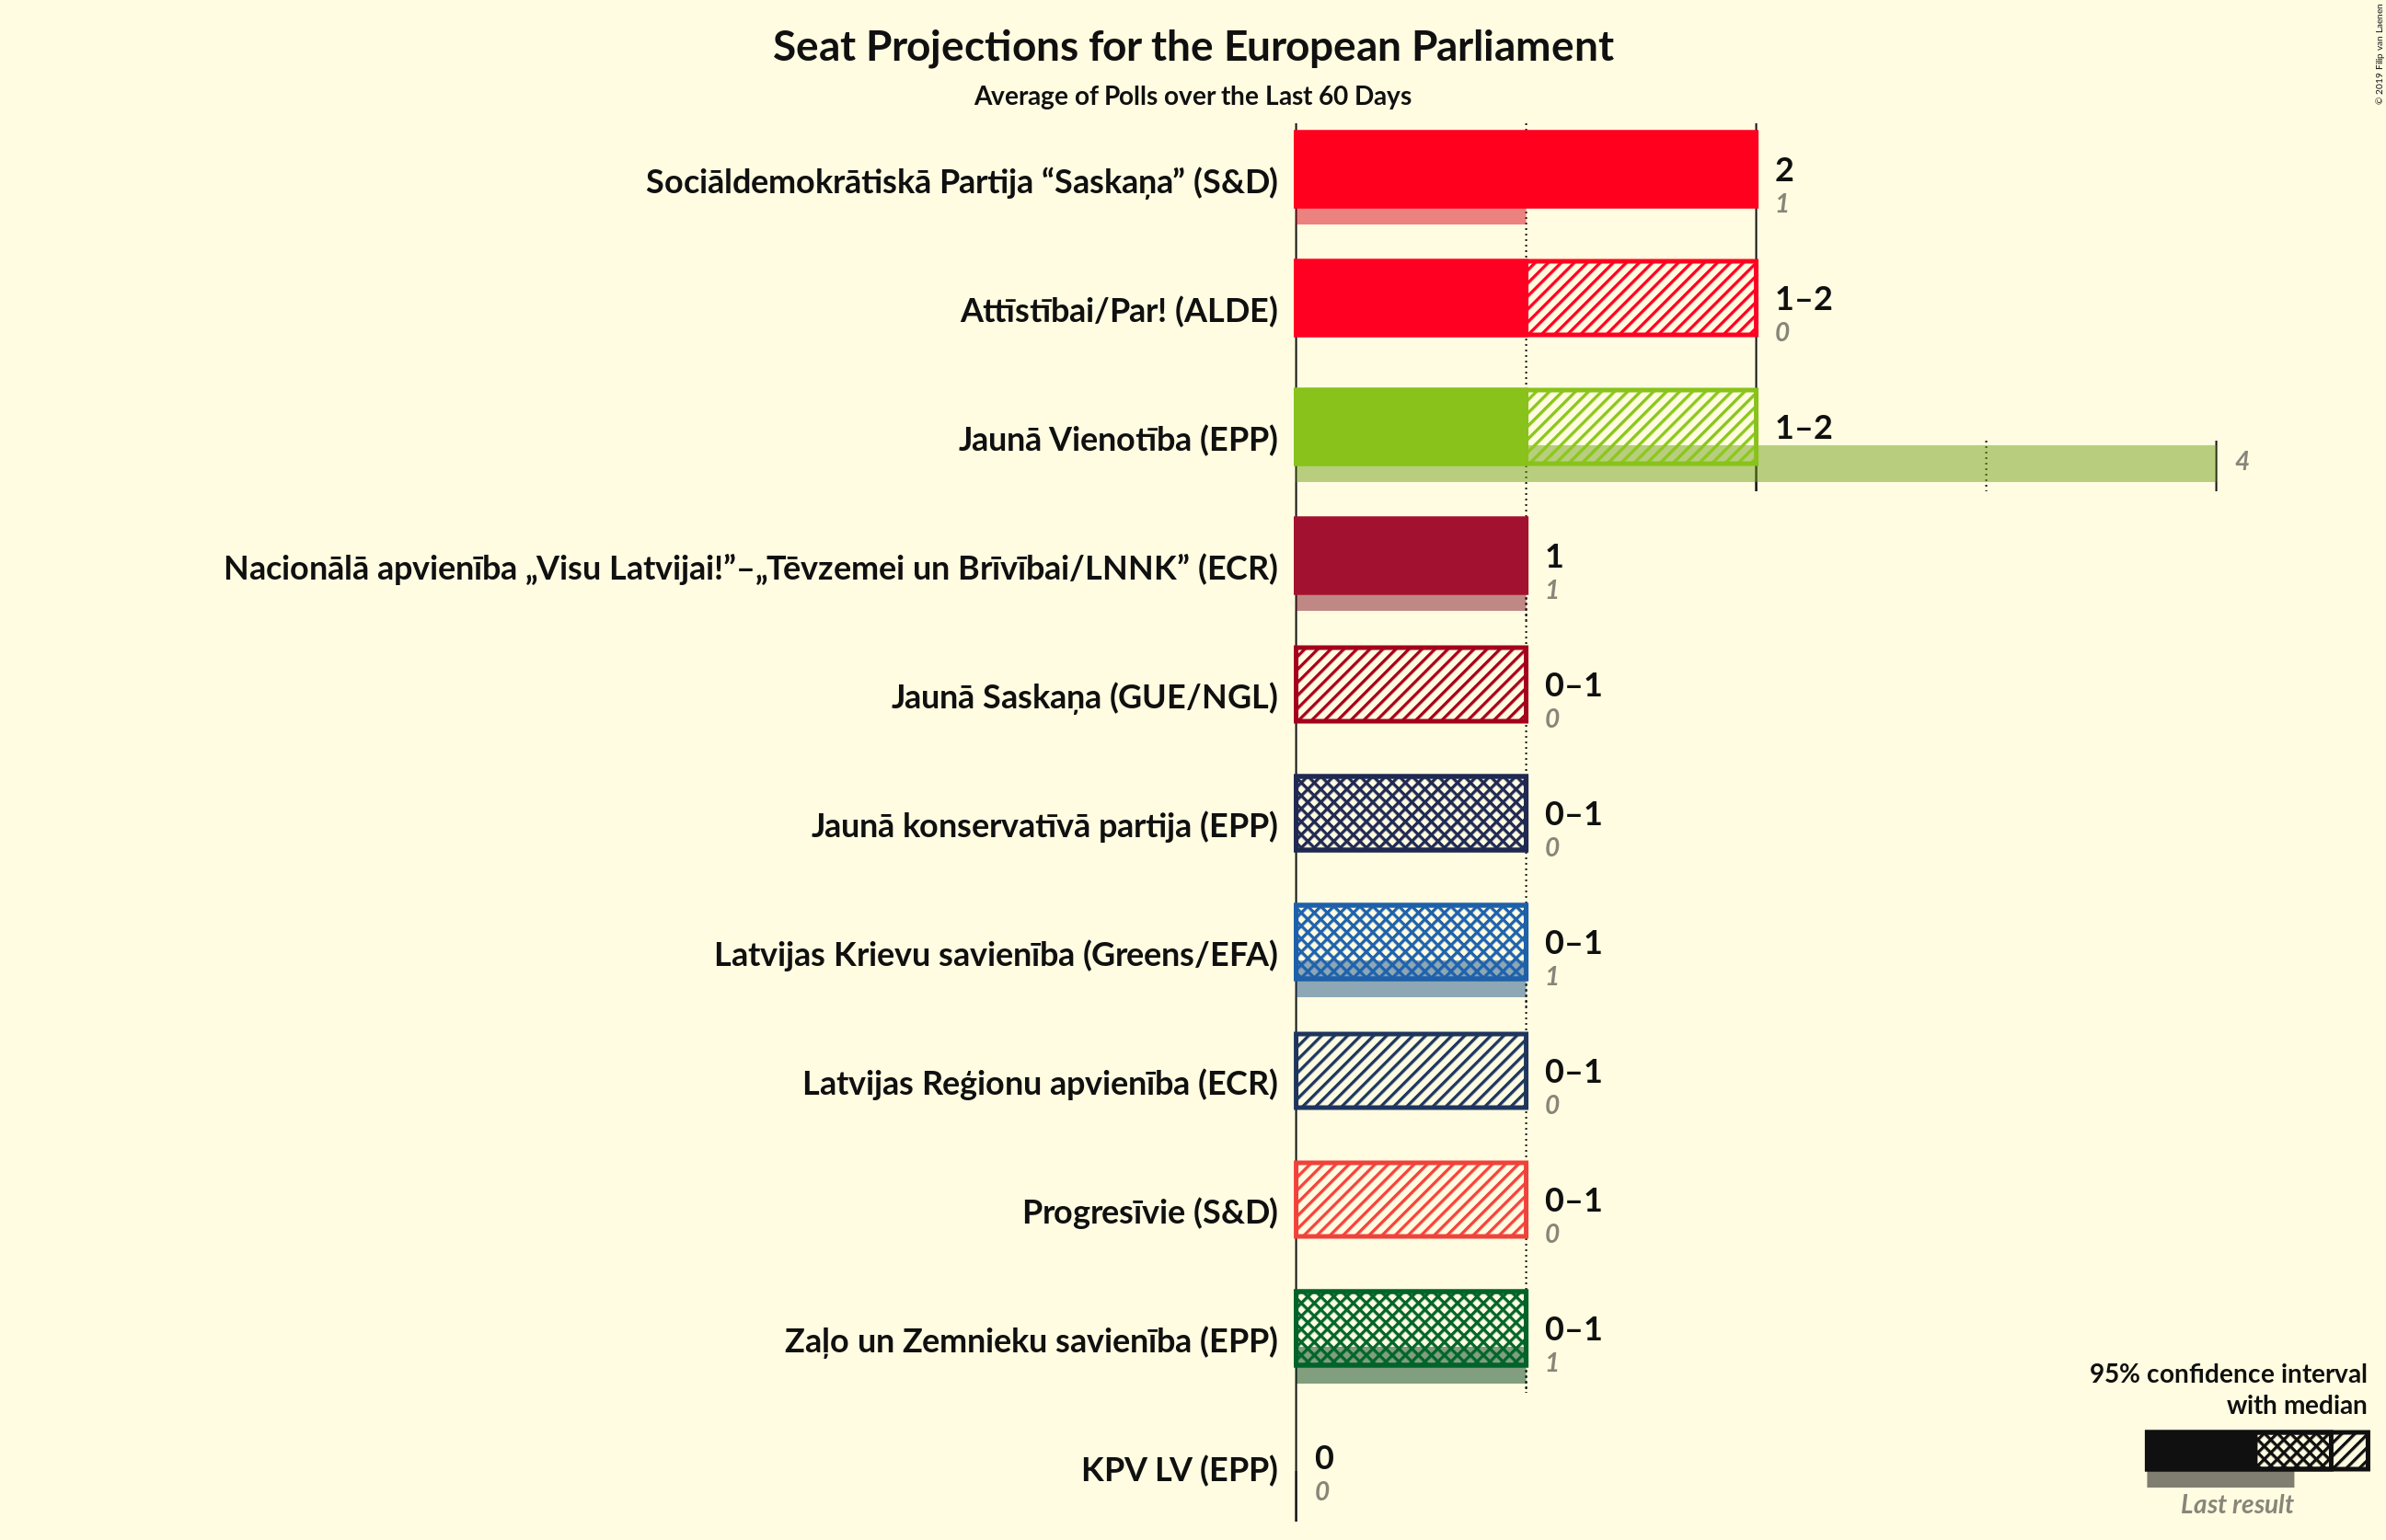 Seat Projections for the European Parliament
Average of Polls over the Last 60 Days
© 2019 Filip van Laenen
Sociāldemokrātiskā Partija “Saskaņa” (S&D)
2
1
Attīstībai/Par! (ALDE)
1–2
0
Jaunā Vienotība (EPP)
1–2
4
Nacionālā apvienība „Visu Latvijai!”–„Tēvzemei un Brīvībai/LNNK” (ECR)
1
1
Jaunā Saskaņa (GUE/NGL)
0–1
0
Jaunā konservatīvā partija (EPP)
0–1
0
Latvijas Krievu savienība (Greens/EFA)
0–1
1
Latvijas Reģionu apvienība (ECR)
0–1
0
Progresīvie (S&D)
0–1
0
Zaļo un Zemnieku savienība (EPP)
0–1
1
KPV LV (EPP)
0
0
95% confidence interval
with median
Last result